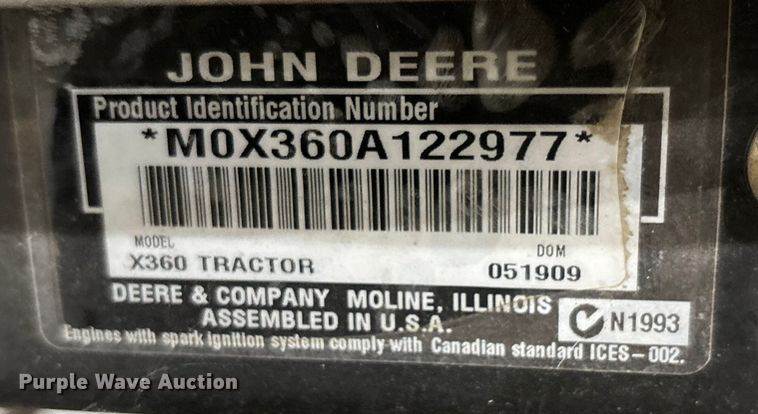 JOHN DEERE
Product Identification Number
*M0X360A122977*
MODEL
X360 TRACTOR
DOM
051909
DEERE & COMPANY MOLINE, ILLINOIS
ASSEMBLED IN U.S.A.
N1993
Engines with spark ignition system comply with Canadian standard ICES-002.
Purple Wave Auction